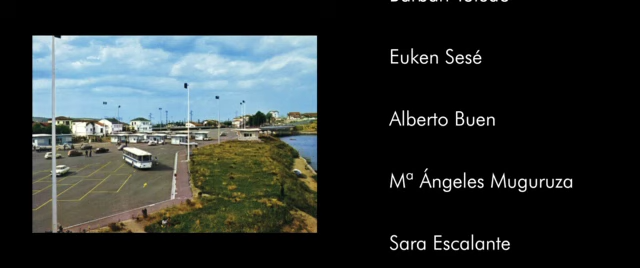 Euken Sesé
Alberto Buen
Mª Ángeles Muguruza
Sara Escalante